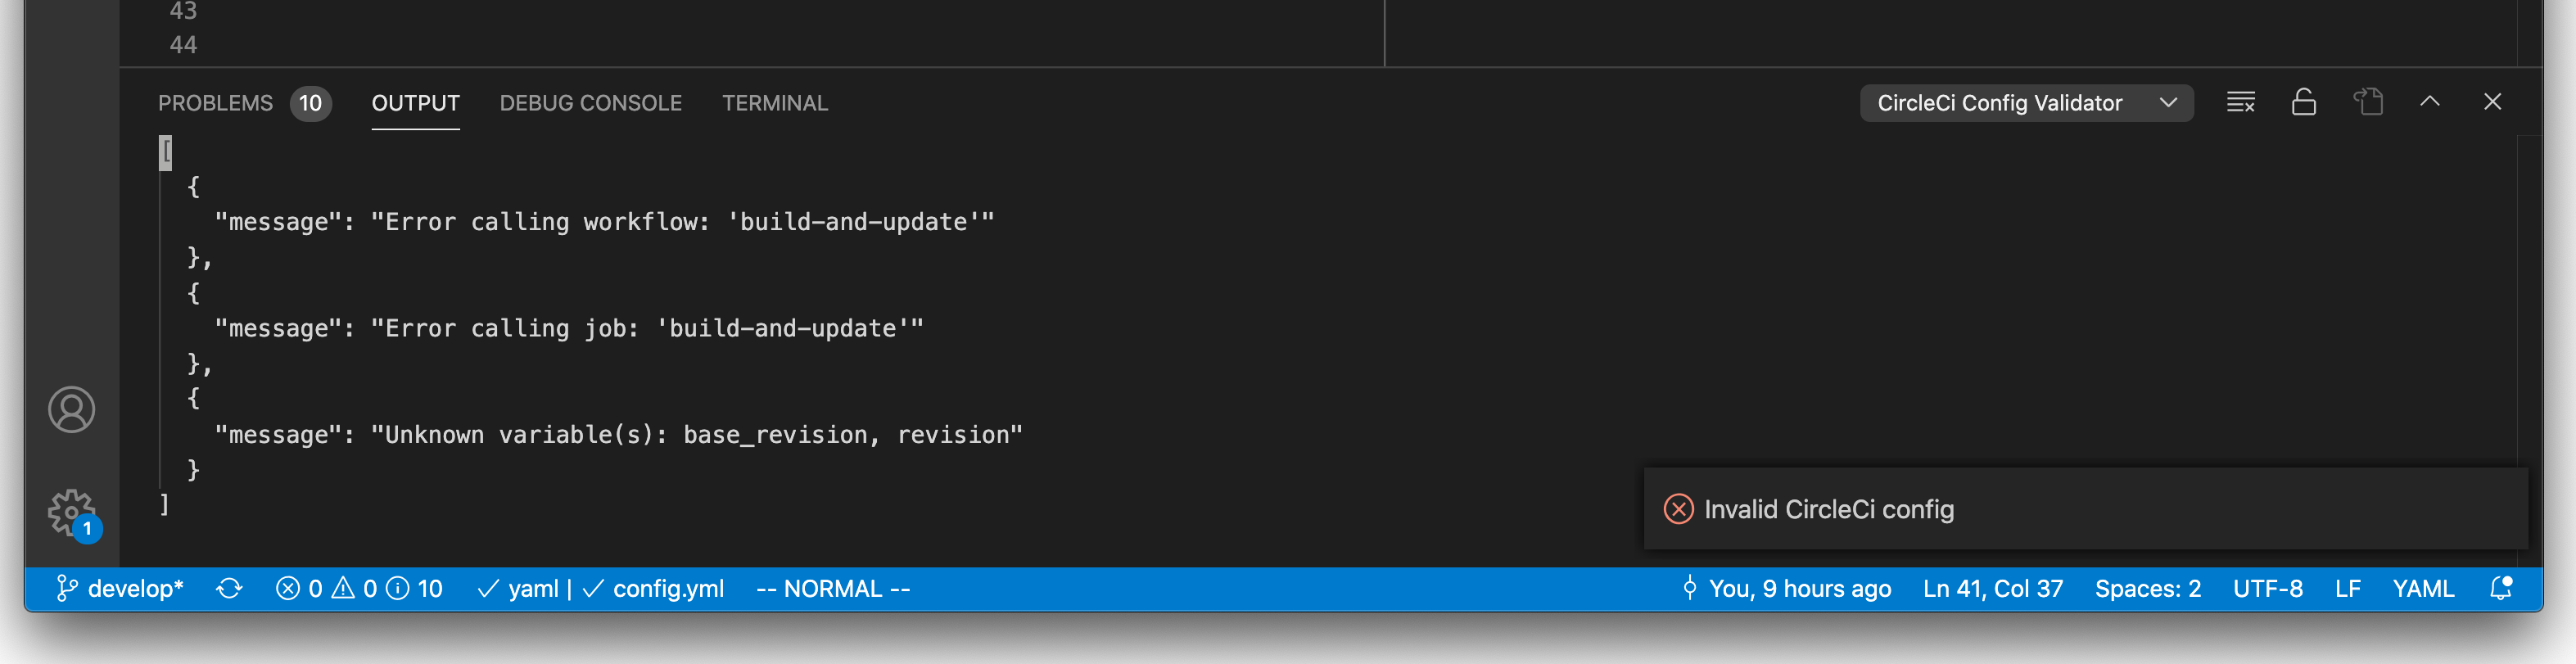 43
44
PROBLEMS 10 OUTPUT DEBUG CONSOLE TERMINAL CircleCi Config Validator
[
{
"message": "Error calling workflow: 'build-and-update'"
},
{
"message": "Error calling job: 'build-and-update'"
},
{
"message": "Unknown variable(s): base_revision, revision"
}
]
Invalid CircleCi config
1
develop* 0 0 10 yaml | config.yml -- NORMAL -- You, 9 hours ago Ln 41, Col 37 Spaces: 2 UTF-8 LF YAML